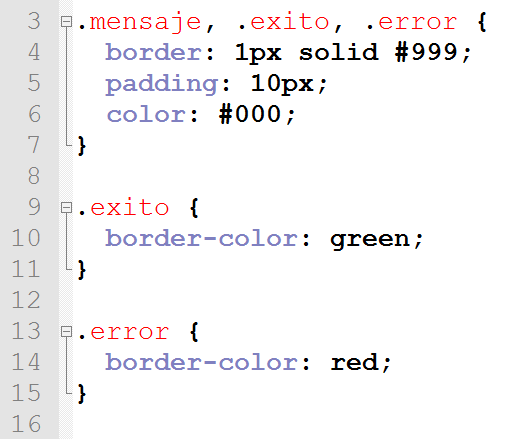 3 .mensaje, .exito, .error {
4 border: 1px solid #999;
5 padding: 10px;
6 color: #000;
7 }
8
9 .exito {
10 border-color: green;
11 }
12
13 .error {
14 border-color: red;
15 }
16